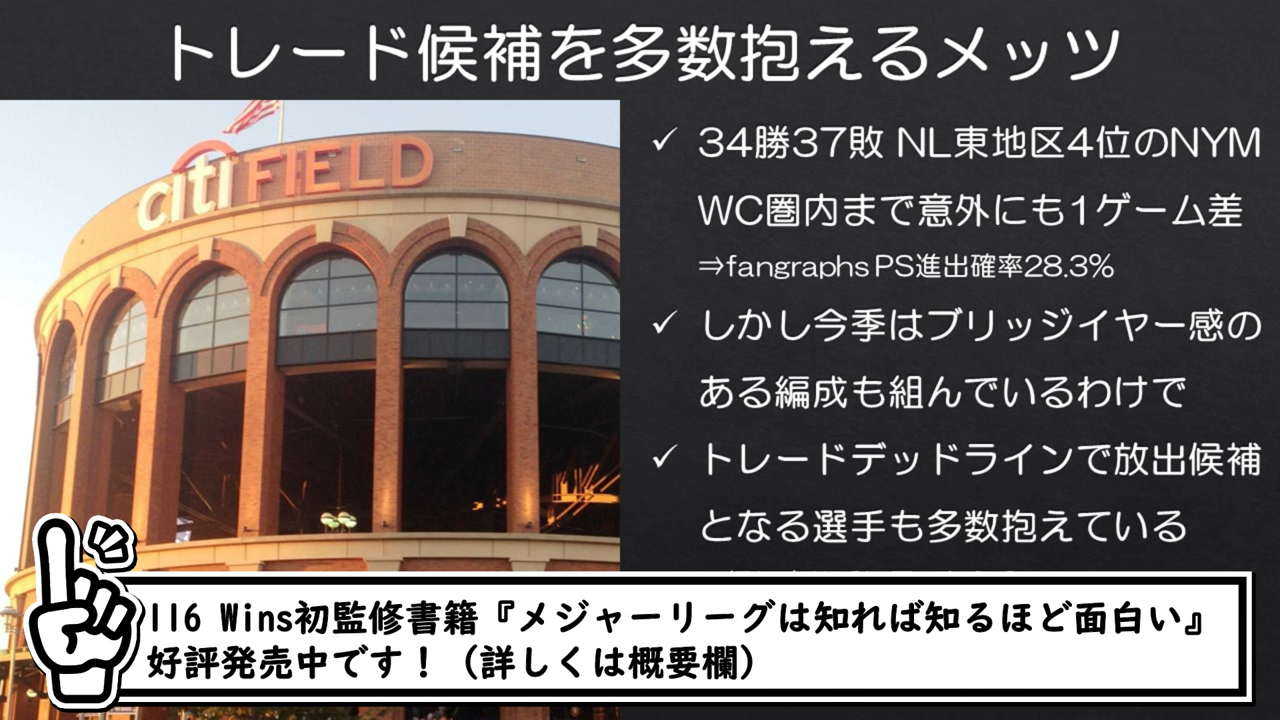 トレード候補を多数抱えるメッツ
citi FIELD
✓ 34勝37敗 NL東地区4位のNYM
WC圏内まで意外にも1ゲーム差
⇒fangraphs PS進出確率28.3%
✓ しかし今季はブリッジイヤー感の
ある編成も組んでいるわけで
✓ トレードデッドラインで放出候補
となる選手も多数抱えている
116 Wins初監修書籍『メジャーリーグは知れば知るほど面白い』
好評発売中です！（詳しくは概要欄）